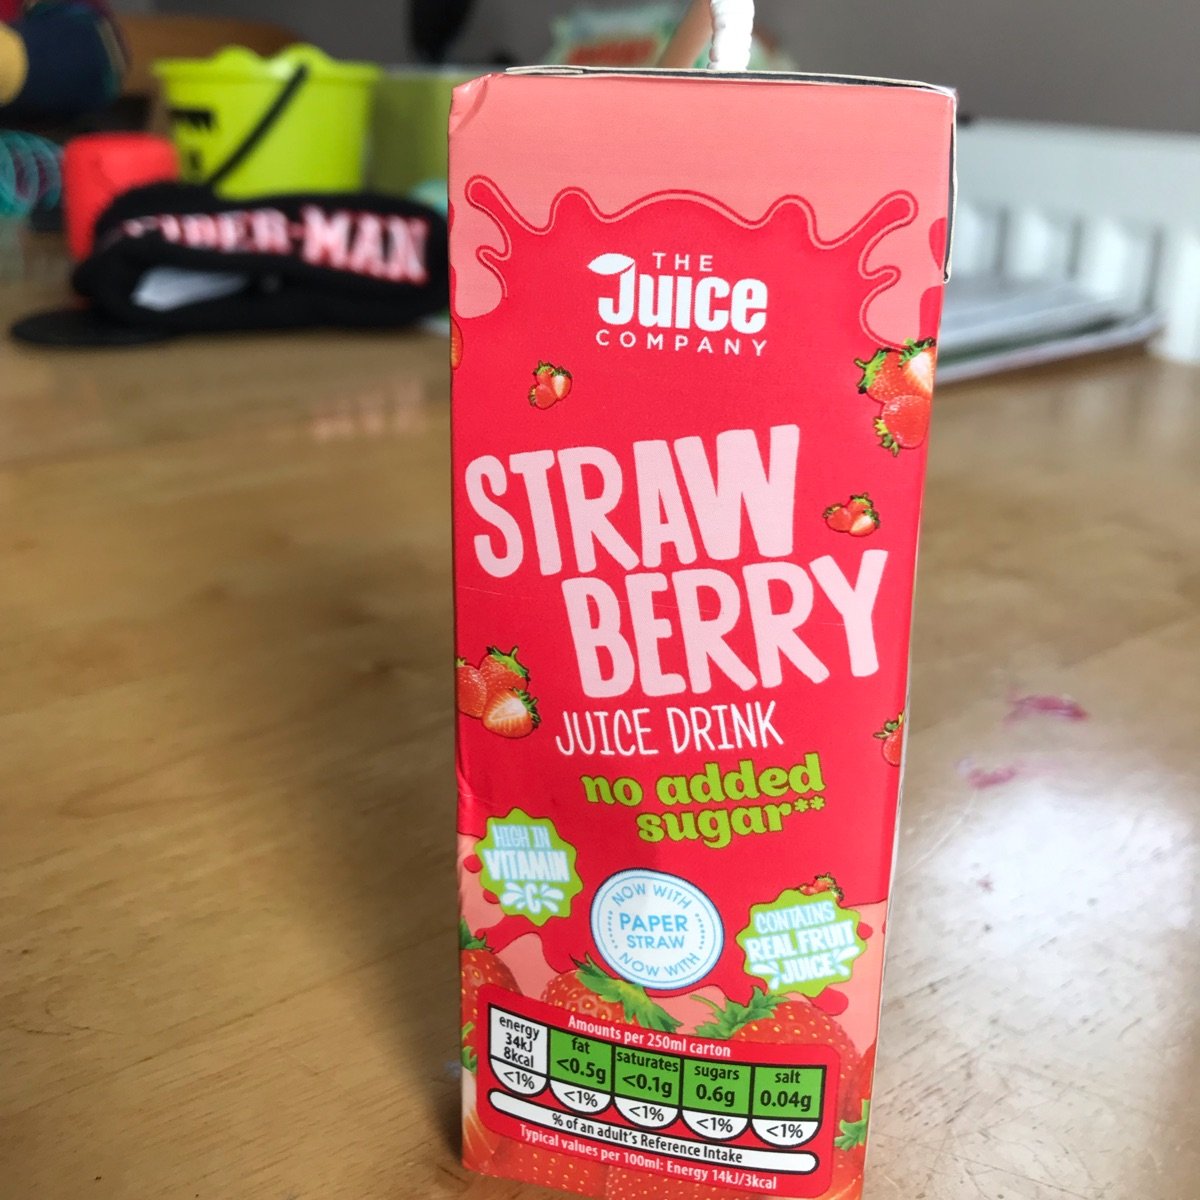 SPIDER-MAN
THE
Juice
COMPANY
STRAW
BERRY
JUICE DRINK
no added
sugar**
HIGH IN
VITAMIN
C
NOW WITH
PAPER
STRAW
NOW WITH
CONTAINS
REAL FRUIT
JUICE
Amounts per 250ml carton
energy
34kJ
8kcal
<1%
fat
<0.5g
<1%
saturates
<0.1g
<1%
sugars
0.6g
<1%
salt
0.04g
<1%
% of an adult's Reference Intake
Typical values per 100ml: Energy 14kJ/3kcal